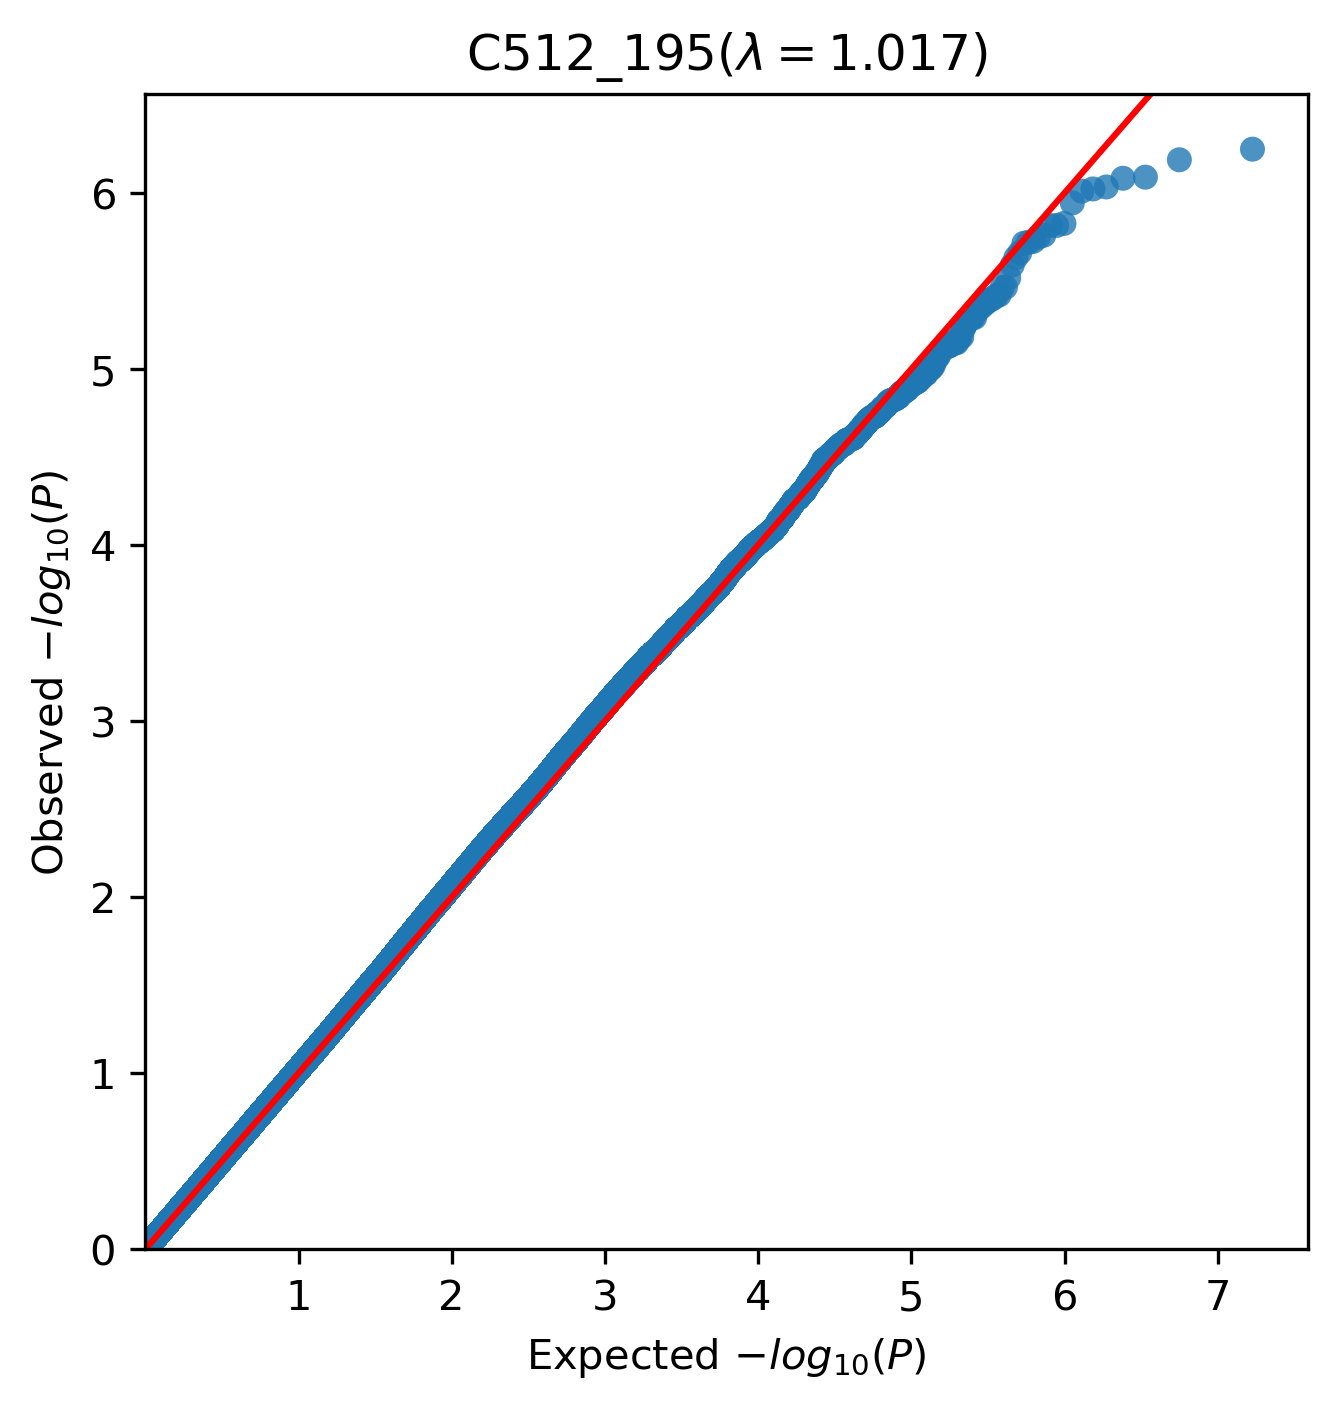 C512_195(λ = 1.017)
Observed −log₁₀(P)
6
5
4
3
2
1
0
1 2 3 4 5 6 7
Expected −log₁₀(P)